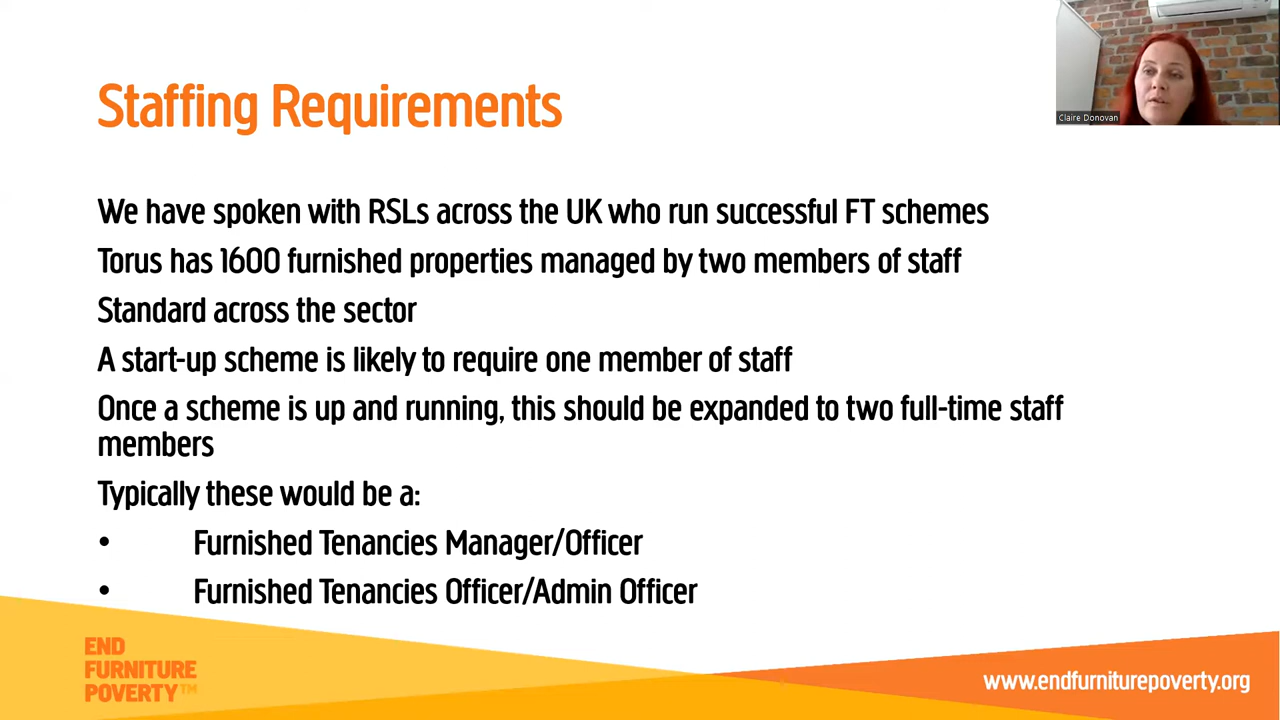 Staffing Requirements
Claire Donovan
We have spoken with RSLs across the UK who run successful FT schemes
Torus has 1600 furnished properties managed by two members of staff
Standard across the sector
A start-up scheme is likely to require one member of staff
Once a scheme is up and running, this should be expanded to two full-time staff
members
Typically these would be a:
• Furnished Tenancies Manager/Officer
• Furnished Tenancies Officer/Admin Officer
END
FURNITURE
POVERTY™
www.endfurniturepoverty.org